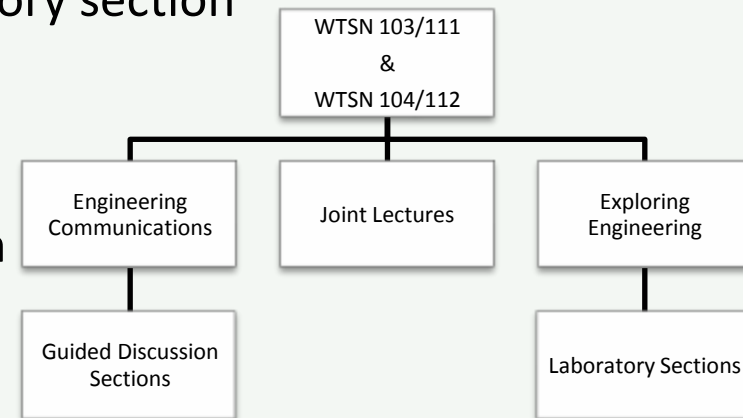 ory section
WTSN 103/111
&
WTSN 104/112
Engineering
Communications
Joint Lectures
Exploring
Engineering
Guided Discussion
Sections
Laboratory Sections